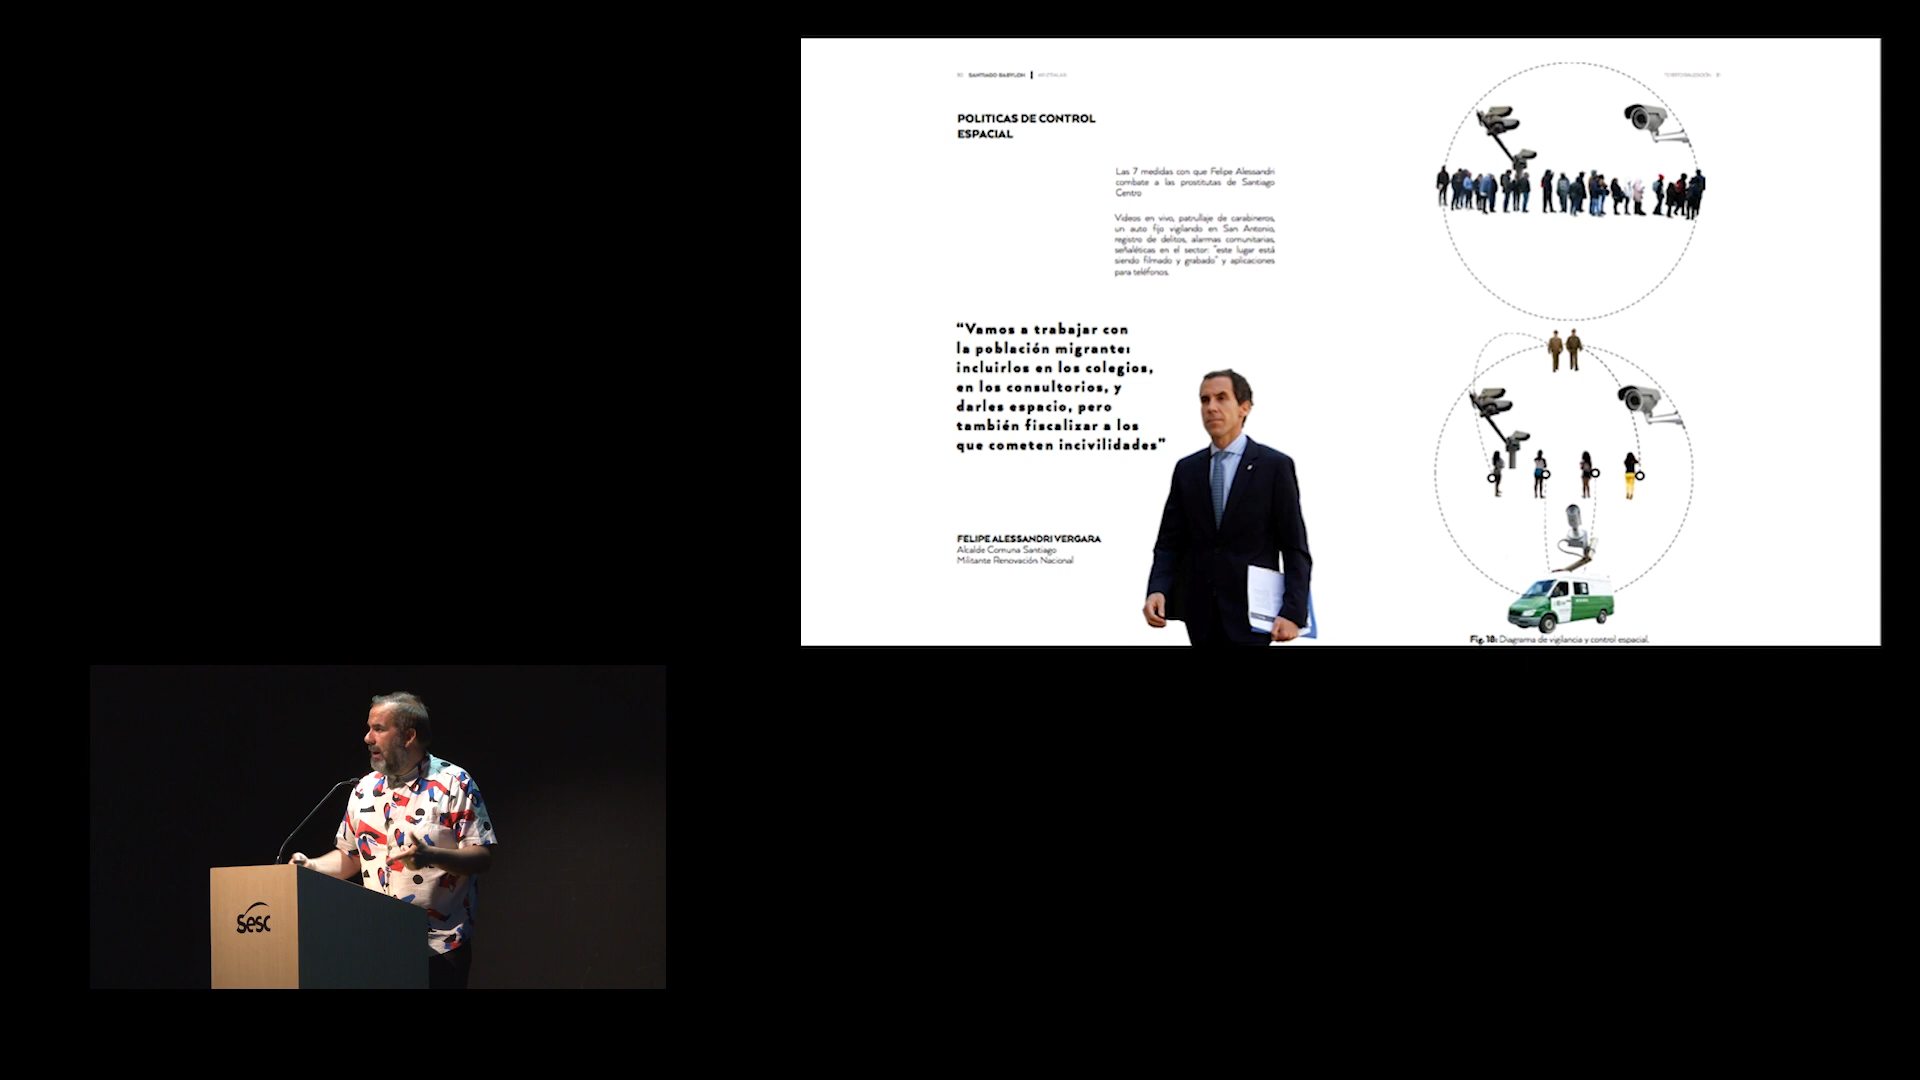 SANTIAGO BABYLON
POLITICAS DE CONTROL
ESPACIAL
Las 7 medidas con que Felipe Alessandri
combate a las prostitutas de Santiago
Centro
Videos en vivo, patrullaje de carabineros,
un auto fijo vigilando en San Antonio,
registro de delitos, alarmas comunitarias,
señaléticas en el sector: "este lugar está
siendo filmado y grabado" y aplicaciones
para teléfonos.
"Vamos a trabajar con
la población migrante:
incluirlos en los colegios,
en los consultorios, y
darles espacio, pero
también fiscalizar a los
que cometen incivilidades"
FELIPE ALESSANDRI VERGARA
Alcalde Comuna Santiago
Militante Renovación Nacional
Fig. 18: Diagrama de vigilancia y control espacial.
Sesc